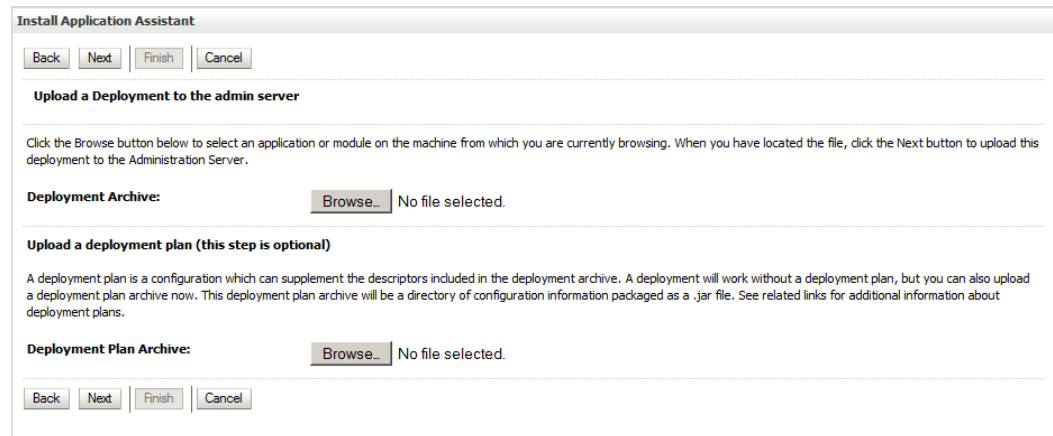 Install Application Assistant
Back Next Finish Cancel
Upload a Deployment to the admin server
Click the Browse button below to select an application or module on the machine from which you are currently browsing. When you have located the file, click the Next button to upload this
deployment to the Administration Server.
Deployment Archive: Browse... No file selected.
Upload a deployment plan (this step is optional)
A deployment plan is a configuration which can supplement the descriptors included in the deployment archive. A deployment will work without a deployment plan, but you can also upload
a deployment plan archive now. This deployment plan archive will be a directory of configuration information packaged as a .jar file. See related links for additional information about
deployment plans.
Deployment Plan Archive: Browse... No file selected.
Back Next Finish Cancel